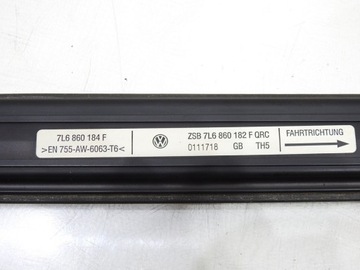 7L6 860 184 F
>EN 755-AW-6063-T6<
ZSB 7L6 860 182 F QRC
0111718 GB TH5
FAHRTRICHTUNG